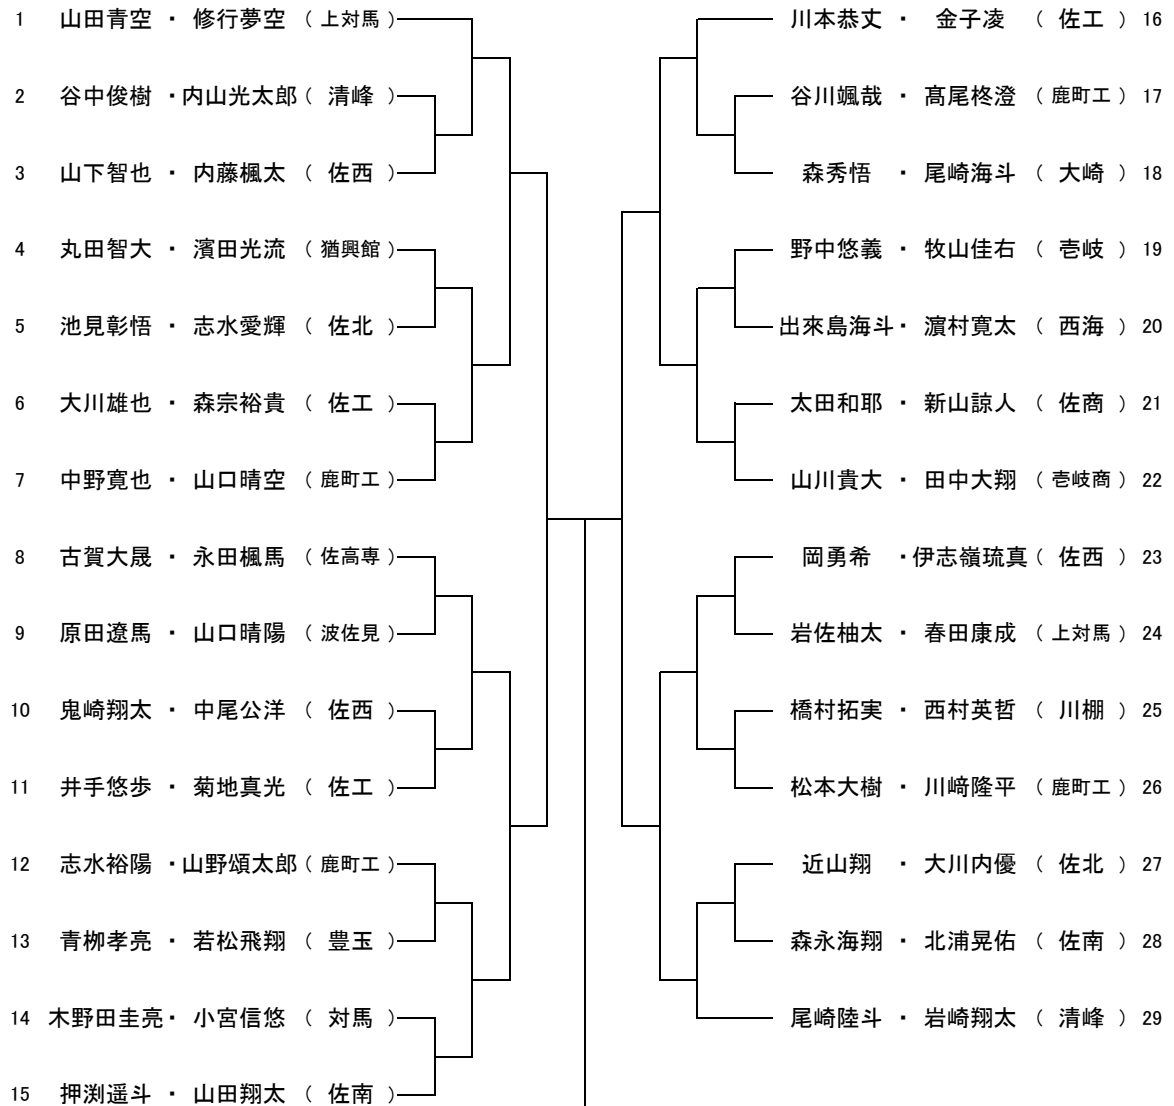 1 山田青空 ・ 修行夢空 （ 上対馬 ）
2 谷中俊樹 ・内山光太郎（ 清峰 ）
3 山下智也 ・ 内藤楓太 （ 佐西 ）
4 丸田智大 ・ 濱田光流 （ 猶興館 ）
5 池見彰悟 ・ 志水愛輝 （ 佐北 ）
6 大川雄也 ・ 森宗裕貴 （ 佐工 ）
7 中野寛也 ・ 山口晴空 （ 鹿町工 ）
8 古賀大晟 ・ 永田楓馬 （ 佐高専 ）
9 原田遼馬 ・ 山口晴陽 （ 波佐見 ）
10 鬼崎翔太 ・ 中尾公洋 （ 佐西 ）
11 井手悠歩 ・ 菊地真光 （ 佐工 ）
12 志水裕陽 ・山野頌太郎（ 鹿町工 ）
13 青栁孝亮 ・ 若松飛翔 （ 豊玉 ）
14 木野田圭亮・ 小宮信悠 （ 対馬 ）
15 押渕遥斗 ・ 山田翔太 （ 佐南 ）
川本恭丈 ・ 金子凌 （ 佐工 ） 16
谷川颯哉 ・ 髙尾柊澄 （ 鹿町工 ） 17
森秀悟 ・ 尾崎海斗 （ 大崎 ） 18
野中悠義 ・ 牧山佳右 （ 壱岐 ） 19
出來島海斗・ 濵村寛太 （ 西海 ） 20
太田和耶 ・ 新山諒人 （ 佐商 ） 21
山川貴大 ・ 田中大翔 （ 壱岐商 ） 22
岡勇希 ・伊志嶺琉真（ 佐西 ） 23
岩佐柚太 ・ 春田康成 （ 上対馬 ） 24
橋村拓実 ・ 西村英哲 （ 川棚 ） 25
松本大樹 ・ 川﨑隆平 （ 鹿町工 ） 26
近山翔 ・ 大川内優 （ 佐北 ） 27
森永海翔 ・ 北浦晃佑 （ 佐南 ） 28
尾崎陸斗 ・ 岩崎翔太 （ 清峰 ） 29